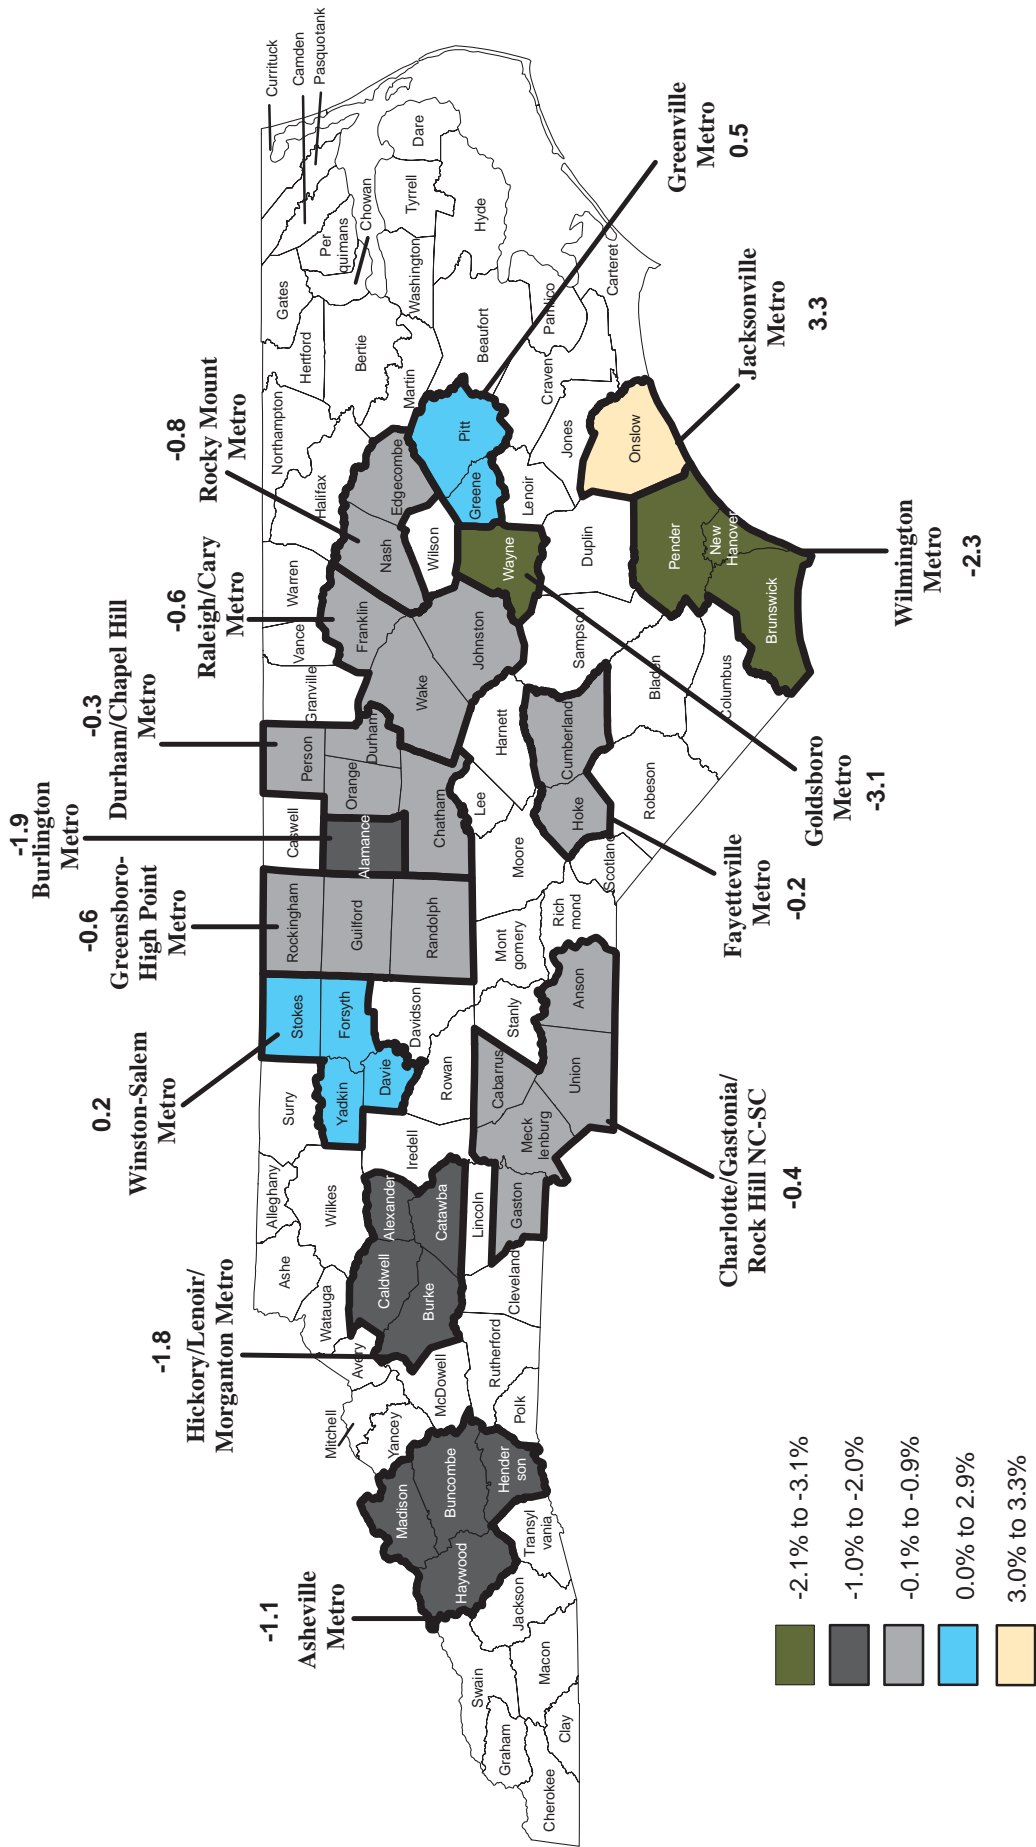 -1.1
Asheville
Metro
-1.8
Hickory/Lenoir/
Morganton Metro
0.2
Winston-Salem
Metro
-0.6
Greensboro-
High Point
Metro
-1.9
Burlington
Metro
-0.3
Durham/Chapel Hill
Metro
-0.6
Raleigh/Cary
Metro
-0.8
Rocky Mount
Metro
Currituck
Camden
Pasquotank
Cherokee
Graham
Clay
Swain
Macon
Jackson
Haywood
Transyl
vania
Madison
Buncombe
Hender
son
Mitchell
Yancey
Avery
McDowell
Polk
Rutherford
Watauga
Ashe
Alleghany
Wilkes
Caldwell
Burke
Alexander
Catawba
Cleveland
Lincoln
Gaston
Surry
Yadkin
Iredell
Davie
Stokes
Forsyth
Davidson
Rowan
Cabarrus
Meck
lenburg
Stanly
Union
Anson
Rockingham
Guilford
Randolph
Mont
gomery
Rich
mond
Caswell
Alamance
Person
Orange
Durham
Chatham
Moore
Lee
Scotland
Hoke
Harnett
Cumberland
Robeson
Granville
Vance
Warren
Franklin
Wake
Johnston
Sampson
Bladen
Columbus
Northampton
Halifax
Nash
Edgecombe
Wilson
Wayne
Greene
Pitt
Lenoir
Duplin
Pender
New
Hanover
Brunswick
Onslow
Jones
Craven
Pamlico
Carteret
Hertford
Gates
Bertie
Martin
Per
quimans
Chowan
Washington
Tyrrell
Dare
Beaufort
Hyde
Charlotte/Gastonia/
Rock Hill NC-SC
-0.4
Fayetteville
Metro
-0.2
Goldsboro
Metro
-3.1
Wilmington
Metro
-2.3
Jacksonville
Metro
3.3
Greenville
Metro
0.5
-2.1% to -3.1%
-1.0% to -2.0%
-0.1% to -0.9%
0.0% to 2.9%
3.0% to 3.3%